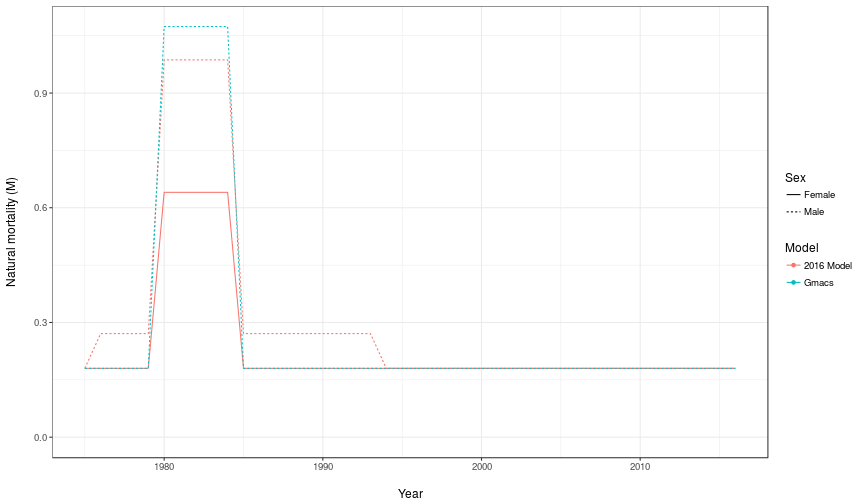 Natural mortality (M)
0.9
0.6
0.3
0.0
1980
1990
2000
2010
Year
Sex
Female
Male
Model
2016 Model
Gmacs